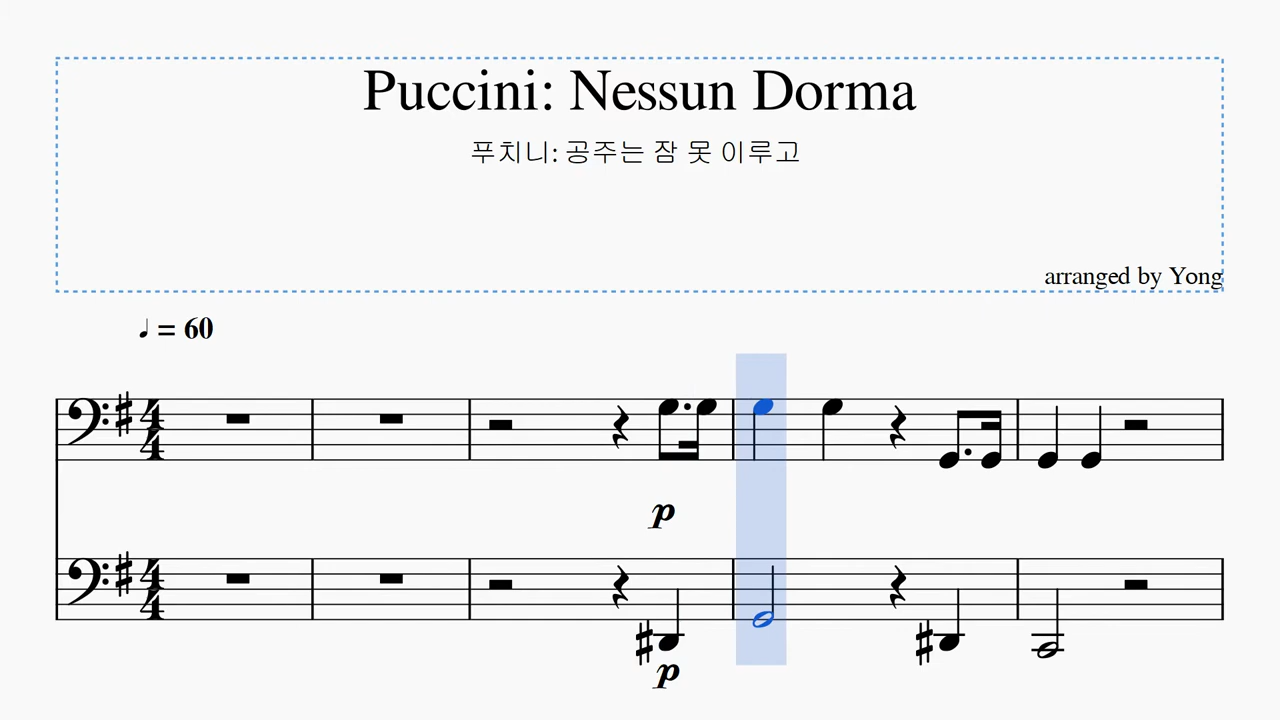 Puccini: Nessun Dorma
푸치니: 공주는 잠 못 이루고
arranged by Yong
♩ = 60
p
p